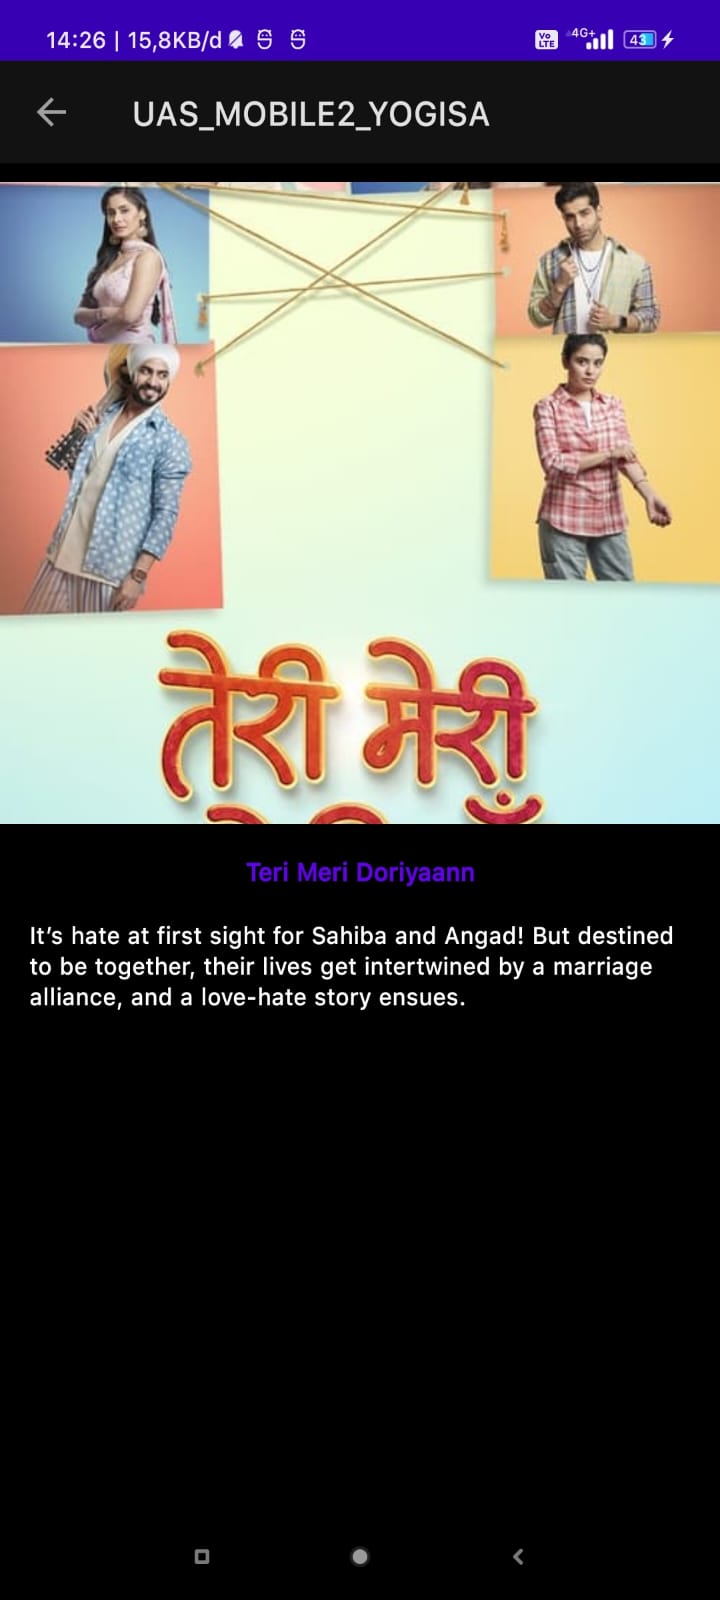 14:26 | 15,8KB/d
Vo LTE 4G+ 43
UAS_MOBILE2_YOGISA
तेरी मेरी
Teri Meri Doriyaann
It’s hate at first sight for Sahiba and Angad! But destined
to be together, their lives get intertwined by a marriage
alliance, and a love-hate story ensues.